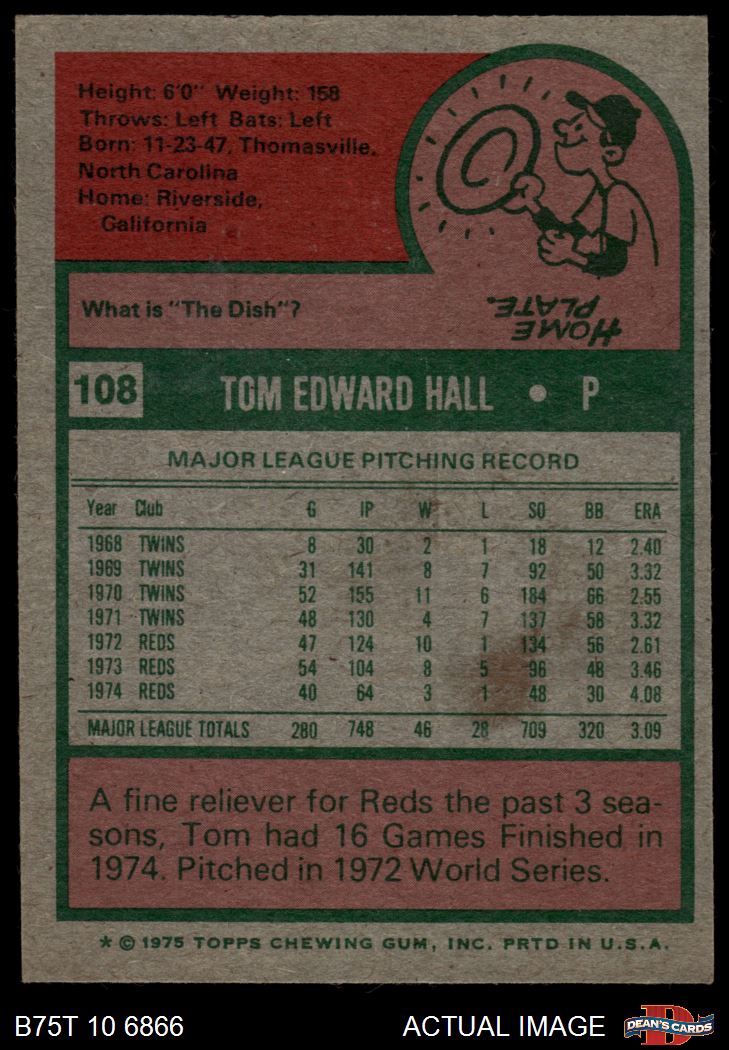 Height: 6'0" Weight: 158
Throws: Left Bats: Left
Born: 11-23-47, Thomasville,
North Carolina
Home: Riverside,
California
What is "The Dish"?
HOME
PLATE.
108 TOM EDWARD HALL • P
MAJOR LEAGUE PITCHING RECORD
Year Club G IP W L SO BB ERA
1968 TWINS 8 30 2 1 18 12 2.40
1969 TWINS 31 141 8 7 92 50 3.32
1970 TWINS 52 155 11 6 184 66 2.55
1971 TWINS 48 130 4 7 137 58 3.32
1972 REDS 47 124 10 1 134 56 2.61
1973 REDS 54 104 8 5 96 48 3.46
1974 REDS 40 64 3 1 48 30 4.08
MAJOR LEAGUE TOTALS 280 748 46 28 709 320 3.09
A fine reliever for Reds the past 3 sea-
sons, Tom had 16 Games Finished in
1974. Pitched in 1972 World Series.
* © 1975 TOPPS CHEWING GUM, INC. PRTD IN U.S.A.
B75T 10 6866 ACTUAL IMAGE DEAN'S CARDS